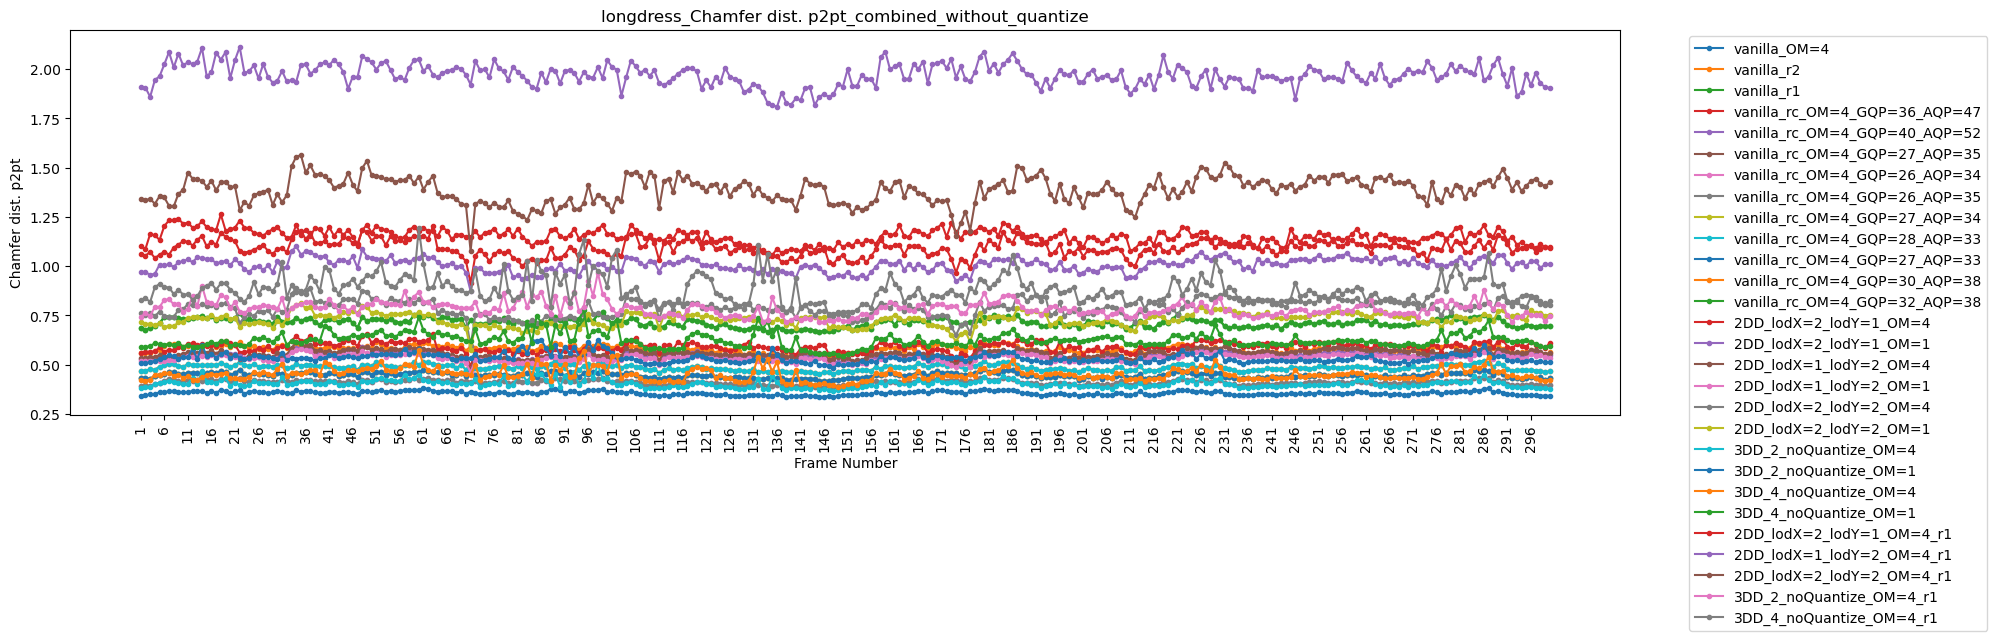 longdress_Chamfer dist. p2pt_combined_without_quantize
Chamfer dist. p2pt
2.00
1.75
1.50
1.25
1.00
0.75
0.50
0.25
1 6 11 16 21 26 31 36 41 46 51 56 61 66 71 76 81 86 91 96 101 106 111 116 121 126 131 136 141 146 151 156 161 166 171 176 181 186 191 196 201 206 211 216 221 226 231 236 241 246 251 256 261 266 271 276 281 286 291 296
Frame Number
vanilla_OM=4
vanilla_r2
vanilla_r1
vanilla_rc_OM=4_GQP=36_AQP=47
vanilla_rc_OM=4_GQP=40_AQP=52
vanilla_rc_OM=4_GQP=27_AQP=35
vanilla_rc_OM=4_GQP=26_AQP=34
vanilla_rc_OM=4_GQP=26_AQP=35
vanilla_rc_OM=4_GQP=27_AQP=34
vanilla_rc_OM=4_GQP=28_AQP=33
vanilla_rc_OM=4_GQP=27_AQP=33
vanilla_rc_OM=4_GQP=30_AQP=38
vanilla_rc_OM=4_GQP=32_AQP=38
2DD_lodX=2_lodY=1_OM=4
2DD_lodX=2_lodY=1_OM=1
2DD_lodX=1_lodY=2_OM=4
2DD_lodX=1_lodY=2_OM=1
2DD_lodX=2_lodY=2_OM=4
2DD_lodX=2_lodY=2_OM=1
3DD_2_noQuantize_OM=4
3DD_2_noQuantize_OM=1
3DD_4_noQuantize_OM=4
3DD_4_noQuantize_OM=1
2DD_lodX=2_lodY=1_OM=4_r1
2DD_lodX=1_lodY=2_OM=4_r1
2DD_lodX=2_lodY=2_OM=4_r1
3DD_2_noQuantize_OM=4_r1
3DD_4_noQuantize_OM=4_r1